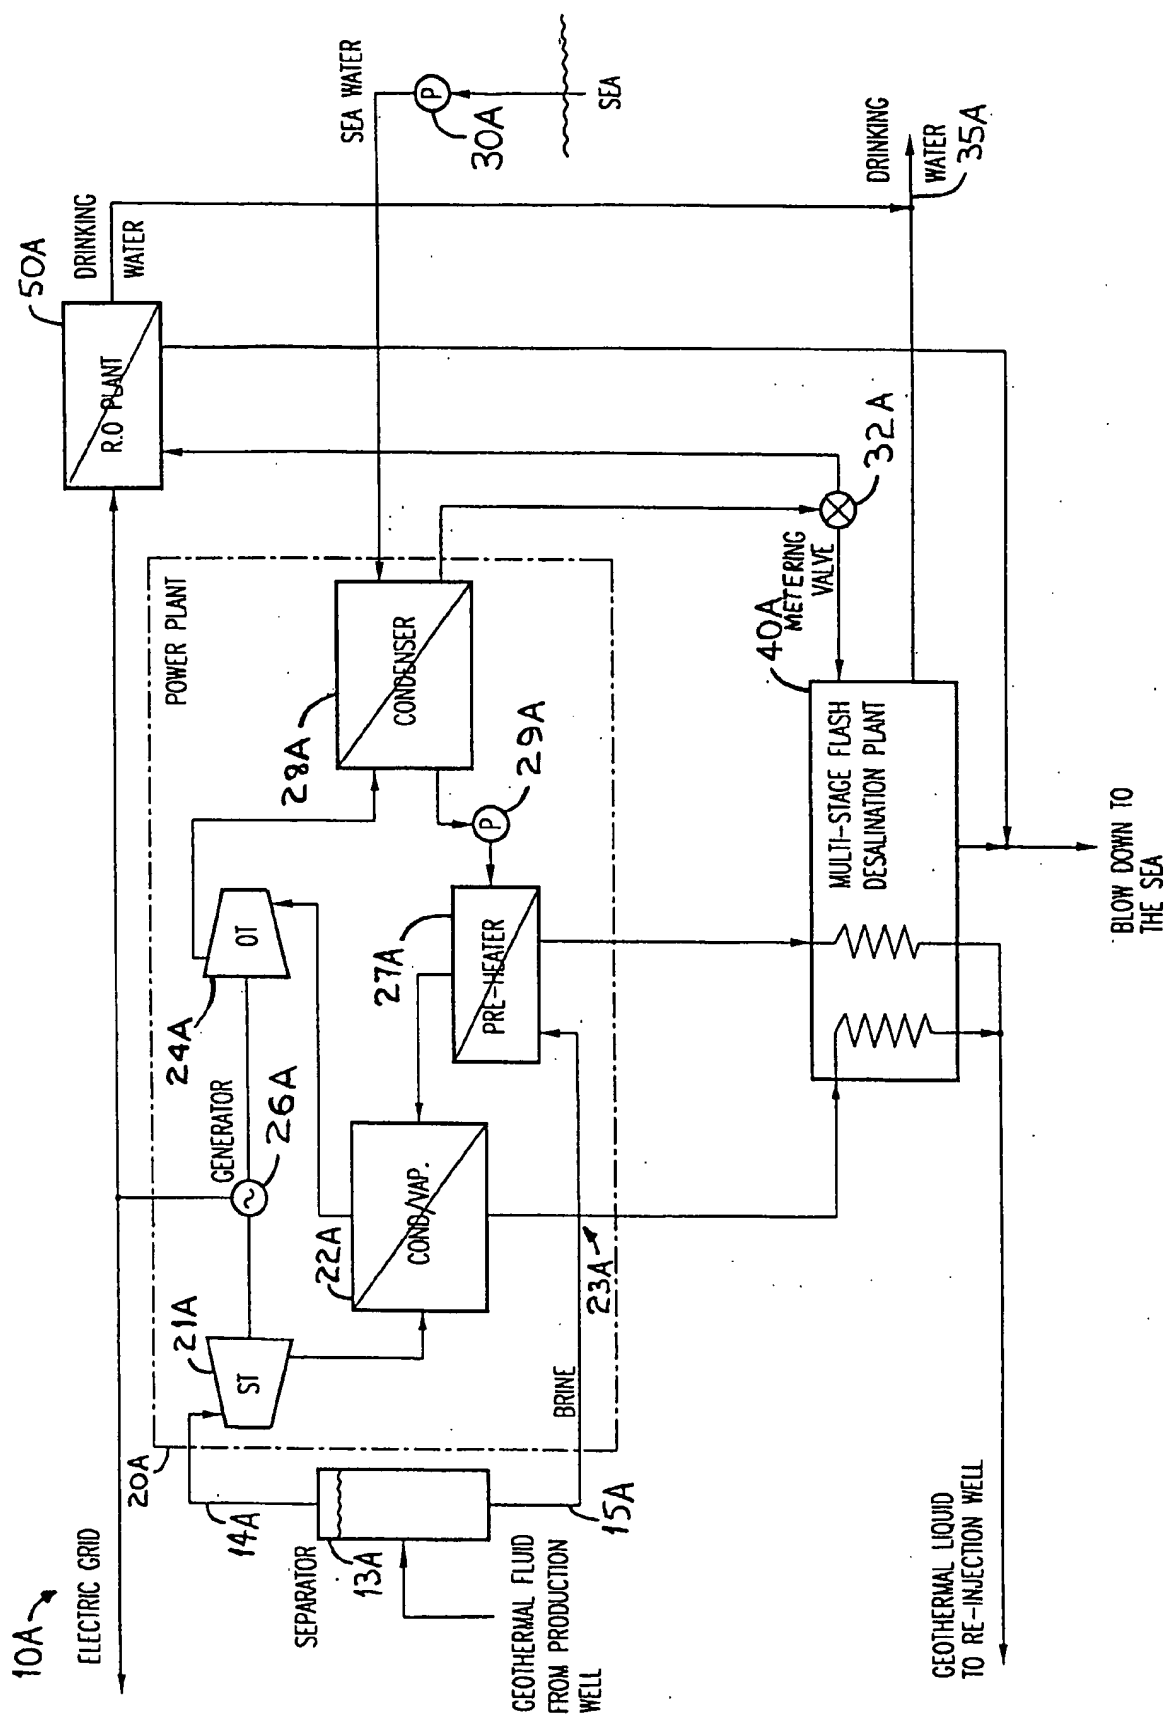 10A
ELECTRIC GRID
20A
14A
SEPARATOR
13A
GEOTHERMAL FLUID
FROM PRODUCTION
WELL
15A
BRINE
21A
ST
22A
COND/VAP.
23A
GENERATOR
26A
24A
OT
27A
PRE-HEATER
P
29A
28A
CONDENSER
POWER PLANT
50A
R.O PLANT
DRINKING
WATER
SEA WATER
P
30A
SEA
32A
METERING
VALVE
40A
MULTI-STAGE FLASH
DESALINATION PLANT
DRINKING
WATER
35A
BLOW DOWN TO
THE SEA
GEOTHERMAL LIQUID
TO RE-INJECTION WELL